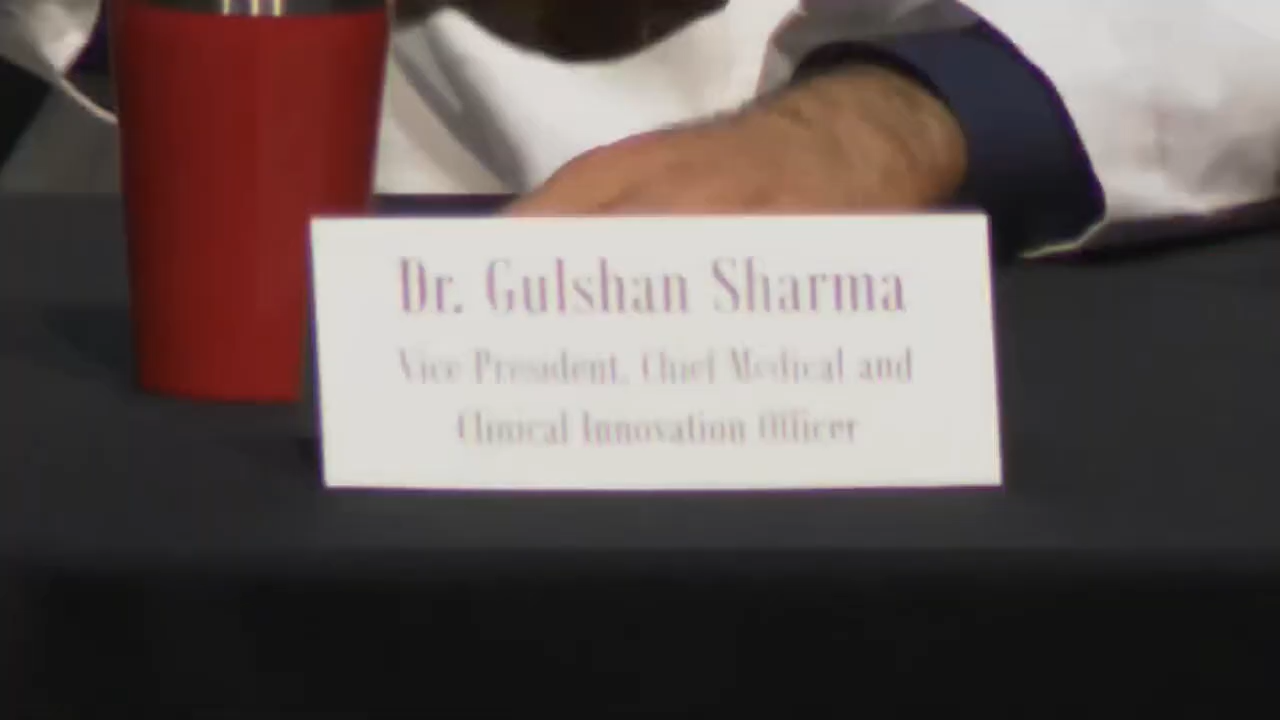 Dr. Gulshan Sharma
Vice President, Chief Medical and
Clinical Innovation Officer